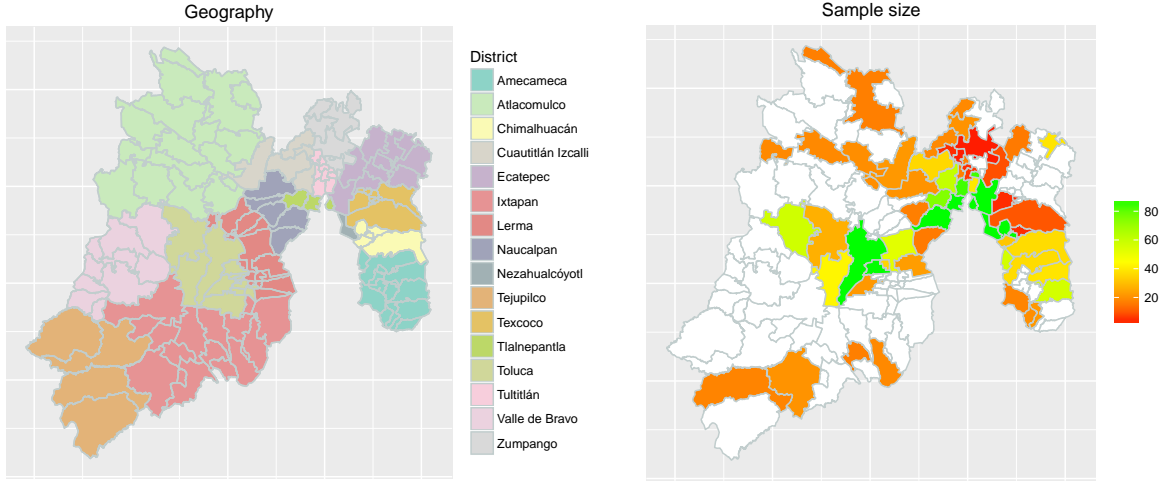 Geography
District
Amecameca
Atlacomulco
Chimalhuacán
Cuautitlán Izcalli
Ecatepec
Ixtapan
Lerma
Naucalpan
Nezahualcóyotl
Tejupilco
Texcoco
Tlalnepantla
Toluca
Tultitlán
Valle de Bravo
Zumpango
Sample size
80
60
40
20